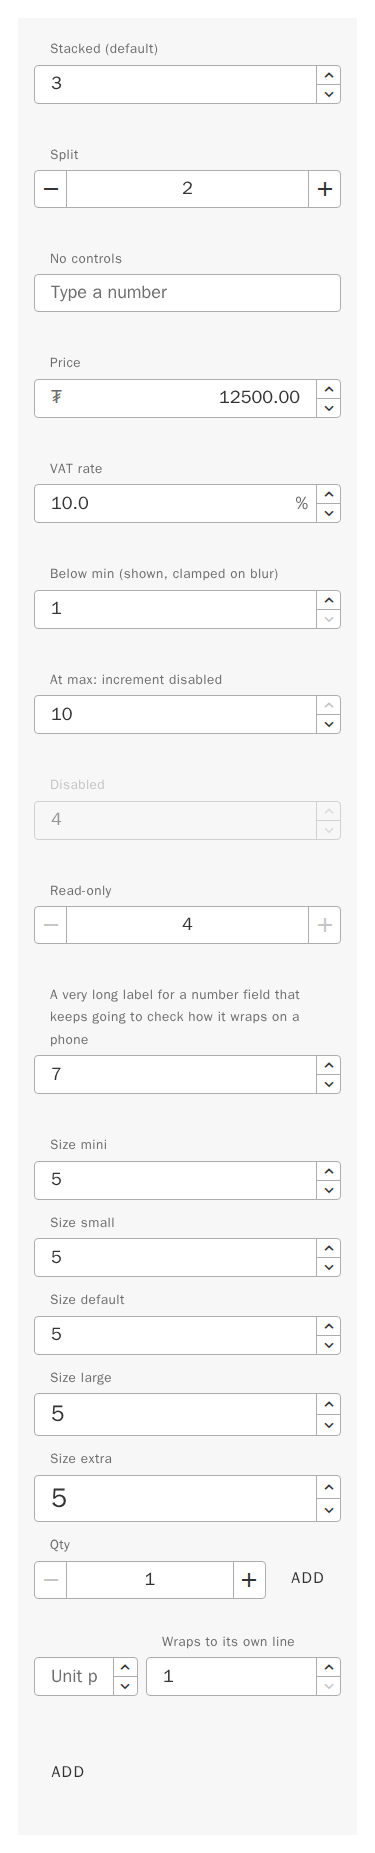 Stacked (default)
3
Split
− 2 +
No controls
Type a number
Price
₮ 12500.00
VAT rate
10.0 %
Below min (shown, clamped on blur)
1
At max: increment disabled
10
Disabled
4
Read-only
− 4 +
A very long label for a number field that
keeps going to check how it wraps on a
phone
7
Size mini
5
Size small
5
Size default
5
Size large
5
Size extra
5
Qty
− 1 + ADD
Wraps to its own line
Unit p 1
ADD